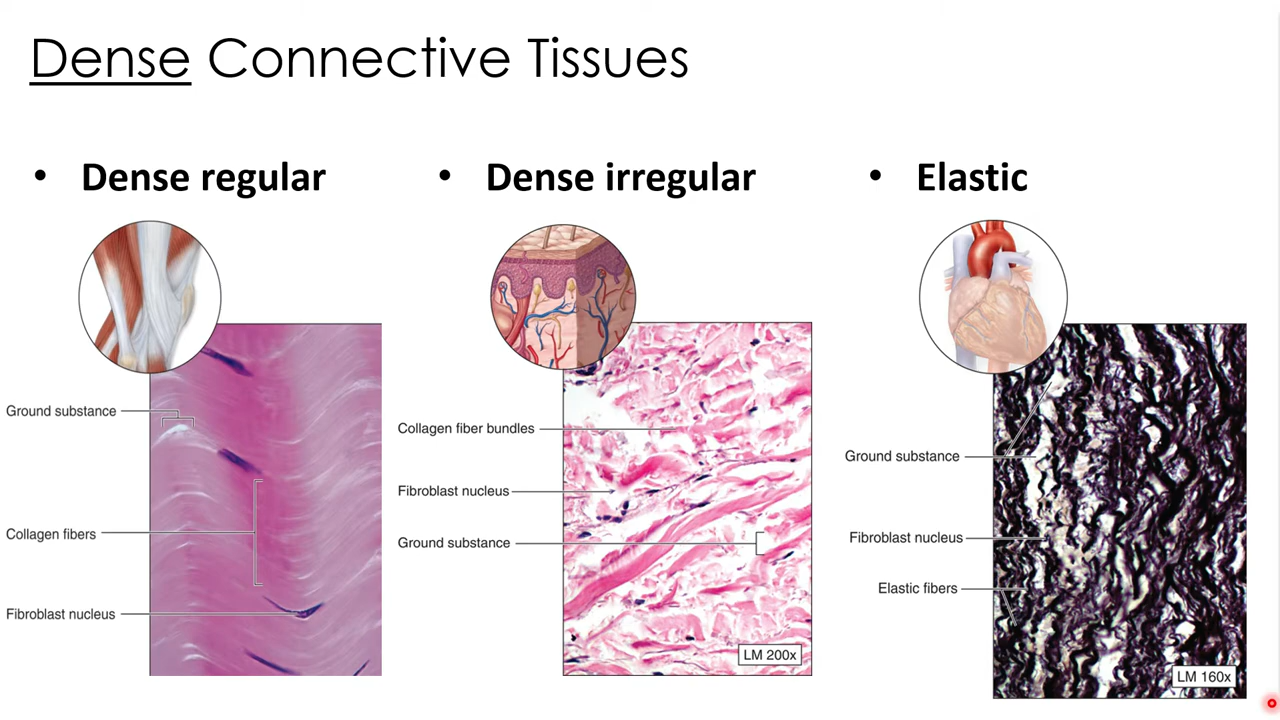 Dense Connective Tissues
• Dense regular
Ground substance
Collagen fibers
Fibroblast nucleus
• Dense irregular
Collagen fiber bundles
Fibroblast nucleus
Ground substance
LM 200x
• Elastic
Ground substance
Fibroblast nucleus
Elastic fibers
LM 160x